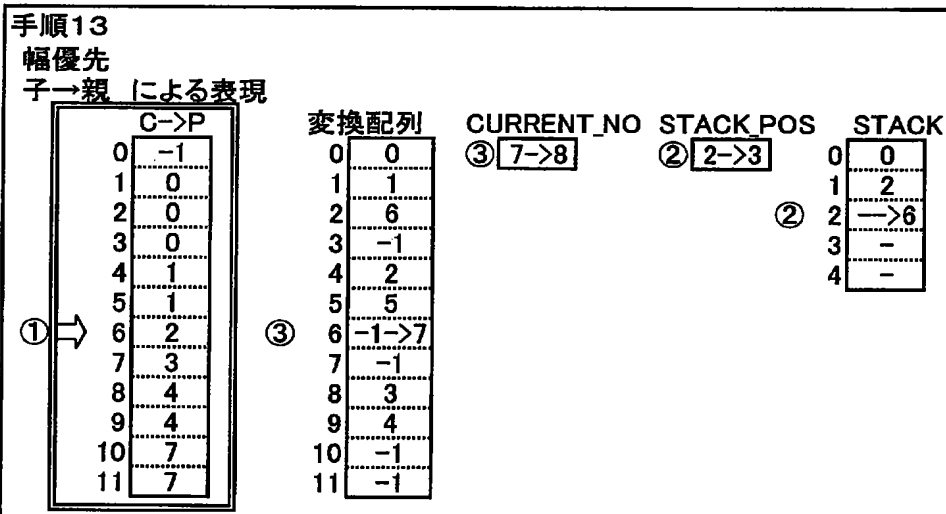 手順13
幅優先
子→親 による表現
C->P 変換配列 CURRENT_NO STACK_POS STACK
0 -1 0 0 ③ 7->8 ② 2->3 0 0
1 0 1 1 1 2
2 0 2 6 ② 2 -->6
3 0 3 -1 3 -
4 1 4 2 4 -
5 1 5 5
① ⇨ 6 2 ③ 6 -1->7
7 3 7 -1
8 4 8 3
9 4 9 4
10 7 10 -1
11 7 11 -1